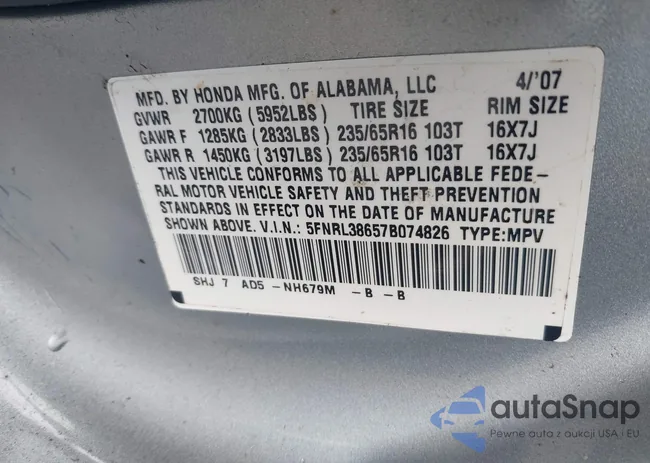 MFD. BY HONDA MFG. OF ALABAMA, LLC 4/'07
GVWR 2700KG (5952LBS) TIRE SIZE RIM SIZE
GAWR F 1285KG (2833LBS) 235/65R16 103T 16X7J
GAWR R 1450KG (3197LBS) 235/65R16 103T 16X7J
THIS VEHICLE CONFORMS TO ALL APPLICABLE FEDE-
RAL MOTOR VEHICLE SAFETY AND THEFT PREVENTION
STANDARDS IN EFFECT ON THE DATE OF MANUFACTURE
SHOWN ABOVE. V.I.N.: 5FNRL38657B074826 TYPE:MPV
SHJ 7 AD5 -NH679M -B -B
autaSnap
Pewne auta z aukcji USA i EU